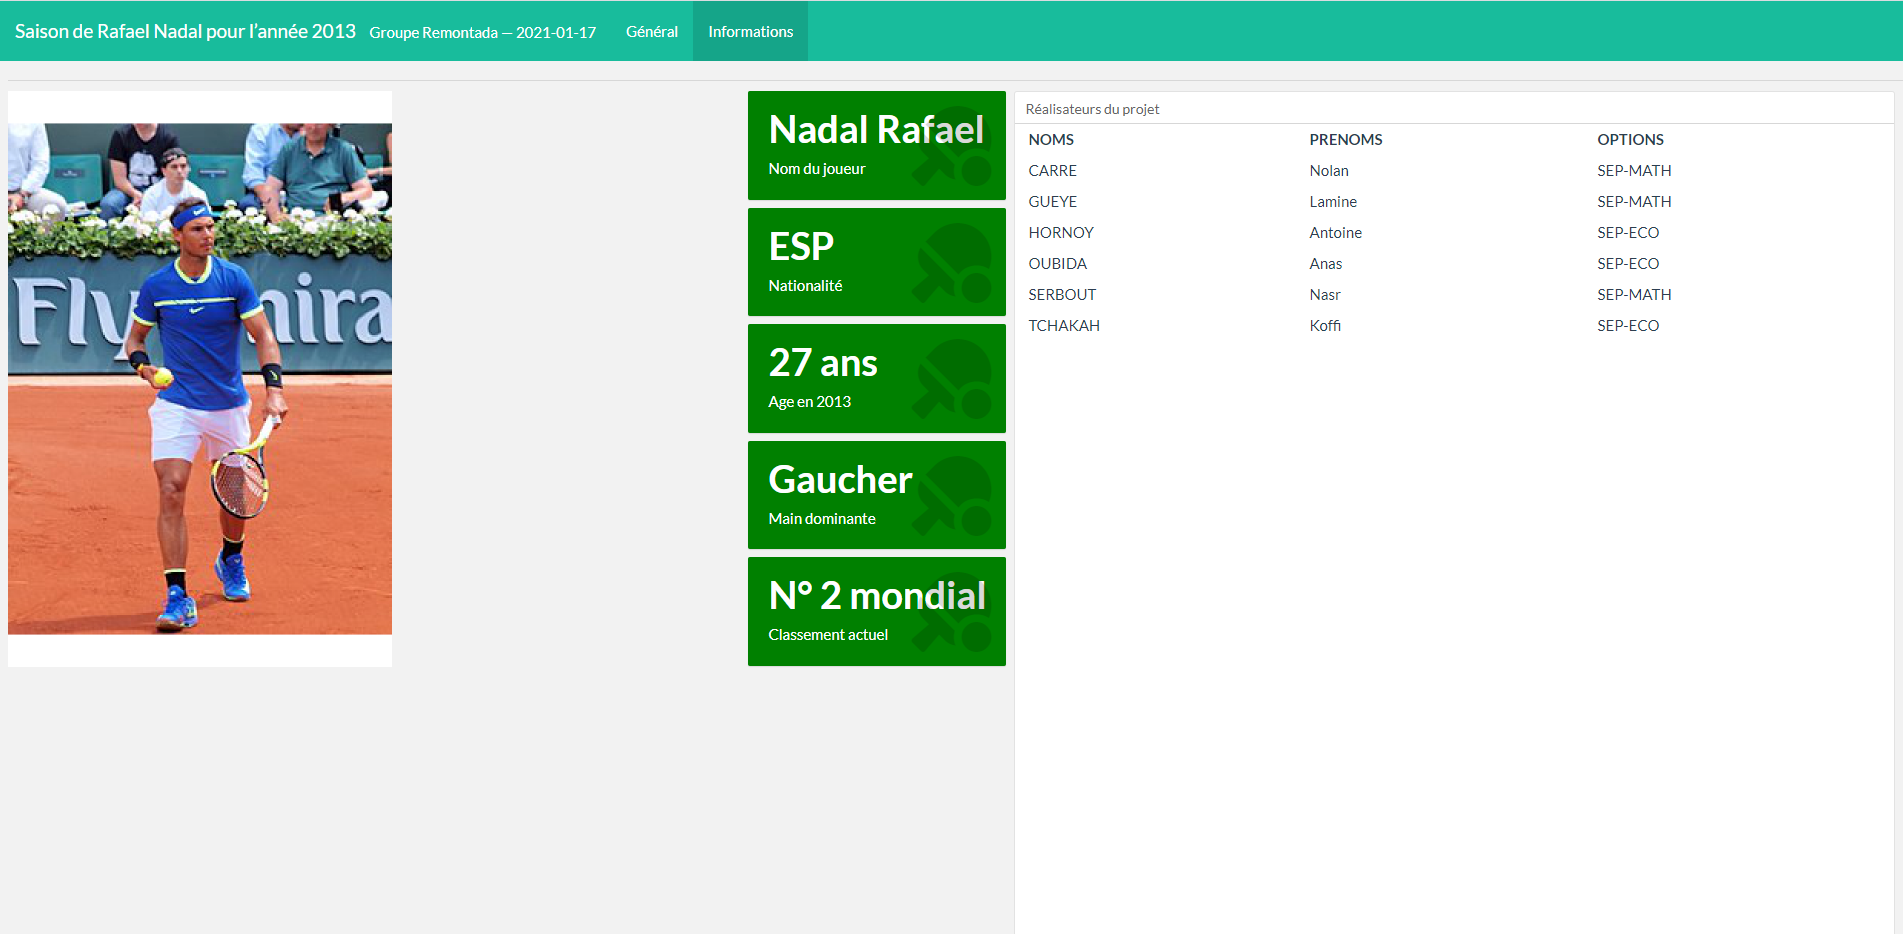 Saison de Rafael Nadal pour l'année 2013 Groupe Remontada — 2021-01-17 Général Informations
Fly Emira
Nadal Rafael
Nom du joueur
ESP
Nationalité
27 ans
Age en 2013
Gaucher
Main dominante
N° 2 mondial
Classement actuel
Réalisateurs du projet
NOMS PRENOMS OPTIONS
CARRE Nolan SEP-MATH
GUEYE Lamine SEP-MATH
HORNOY Antoine SEP-ECO
OUBIDA Anas SEP-ECO
SERBOUT Nasr SEP-MATH
TCHAKAH Koffi SEP-ECO